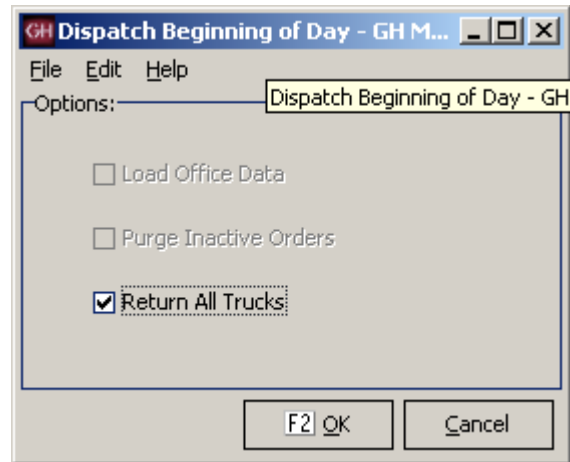 GH Dispatch Beginning of Day - GH M...
File Edit Help
Dispatch Beginning of Day - GH
Options:
Load Office Data
Purge Inactive Orders
Return All Trucks
F2 OK Cancel